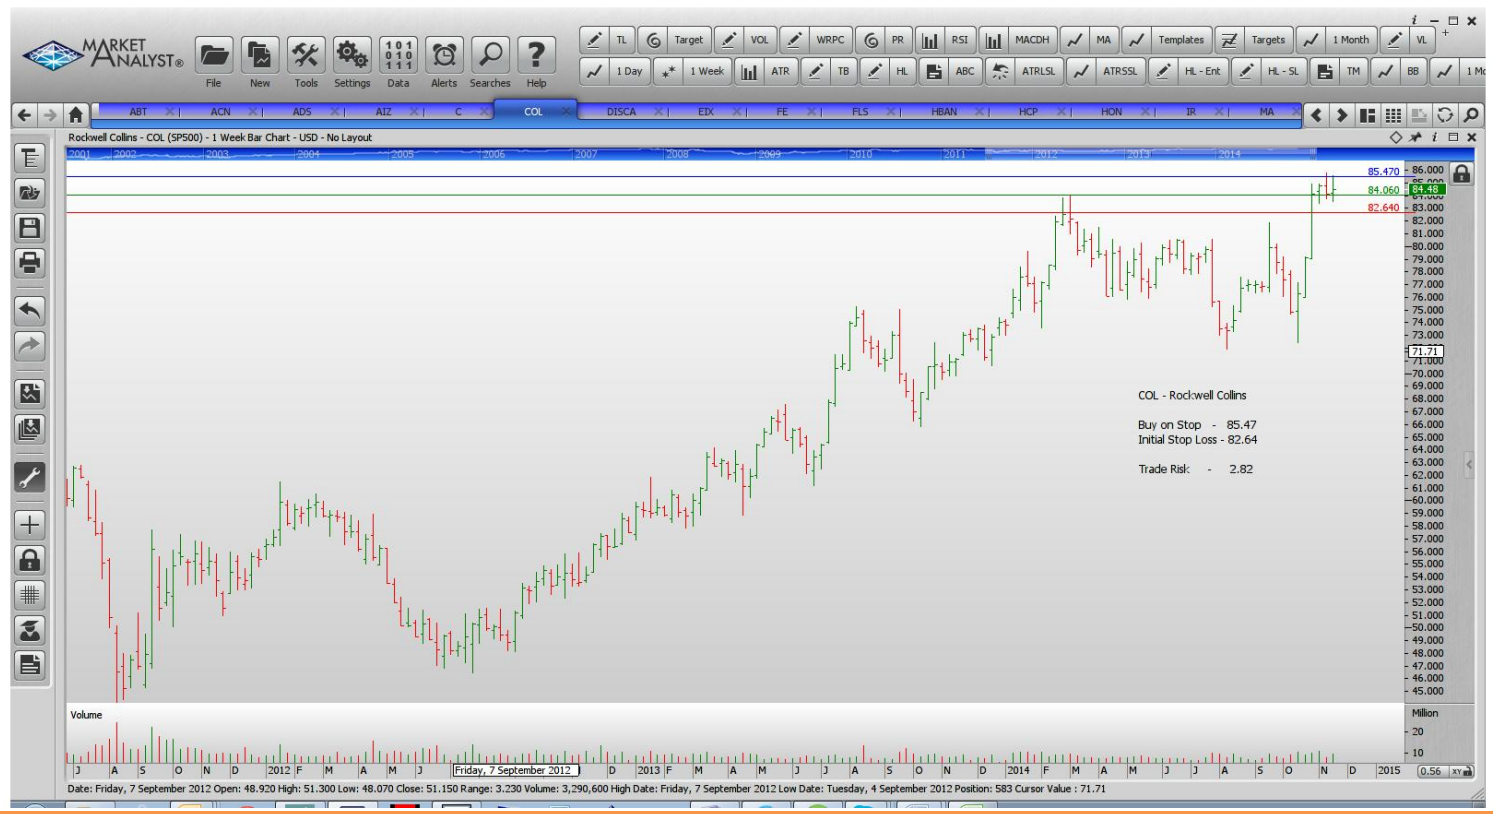 MARKET
ANALYST®
File
New
Tools
Settings
Data
Alerts
Searches
Help
TL
Target
VOL
WRPC
PR
RSI
MACDH
MA
Templates
Targets
1 Month
VL
1 Day
1 Week
ATR
TB
HL
ABC
ATRLSL
ATRSSL
HL - Ent
HL - SL
TM
BB
ABT
ACN
ADS
AIZ
C
COL
DISCA
EIX
FE
FLS
HBAN
HCP
HON
IR
MA
Rockwell Collins - COL (SP500) - 1 Week Bar Chart - USD - No Layout
2001 2002 2003 2004 2005 2006 2007 2008 2009 2010 2011 2012 2013 2014
85.470
84.060
82.640
86.000
84.48
83.000
82.000
81.000
80.000
79.000
78.000
77.000
76.000
75.000
74.000
73.000
71.71
71.000
70.000
69.000
68.000
67.000
66.000
65.000
64.000
63.000
62.000
61.000
60.000
59.000
58.000
57.000
56.000
55.000
54.000
53.000
52.000
51.000
50.000
49.000
48.000
47.000
46.000
45.000
COL - Rockwell Collins
Buy on Stop - 85.47
Initial Stop Loss - 82.64
Trade Risk - 2.82
Volume
Million
20
10
J A S O N D 2012 F M A M J Friday, 7 September 2012 D 2013 F M A M J J A S O N D 2014 F M A M J J A S O N D 2015
0.56 XY
Date: Friday, 7 September 2012 Open: 48.920 High: 51.300 Low: 48.070 Close: 51.150 Range: 3.230 Volume: 3,290,600 High Date: Friday, 7 September 2012 Low Date: Tuesday, 4 September 2012 Position: 583 Cursor Value : 71.71